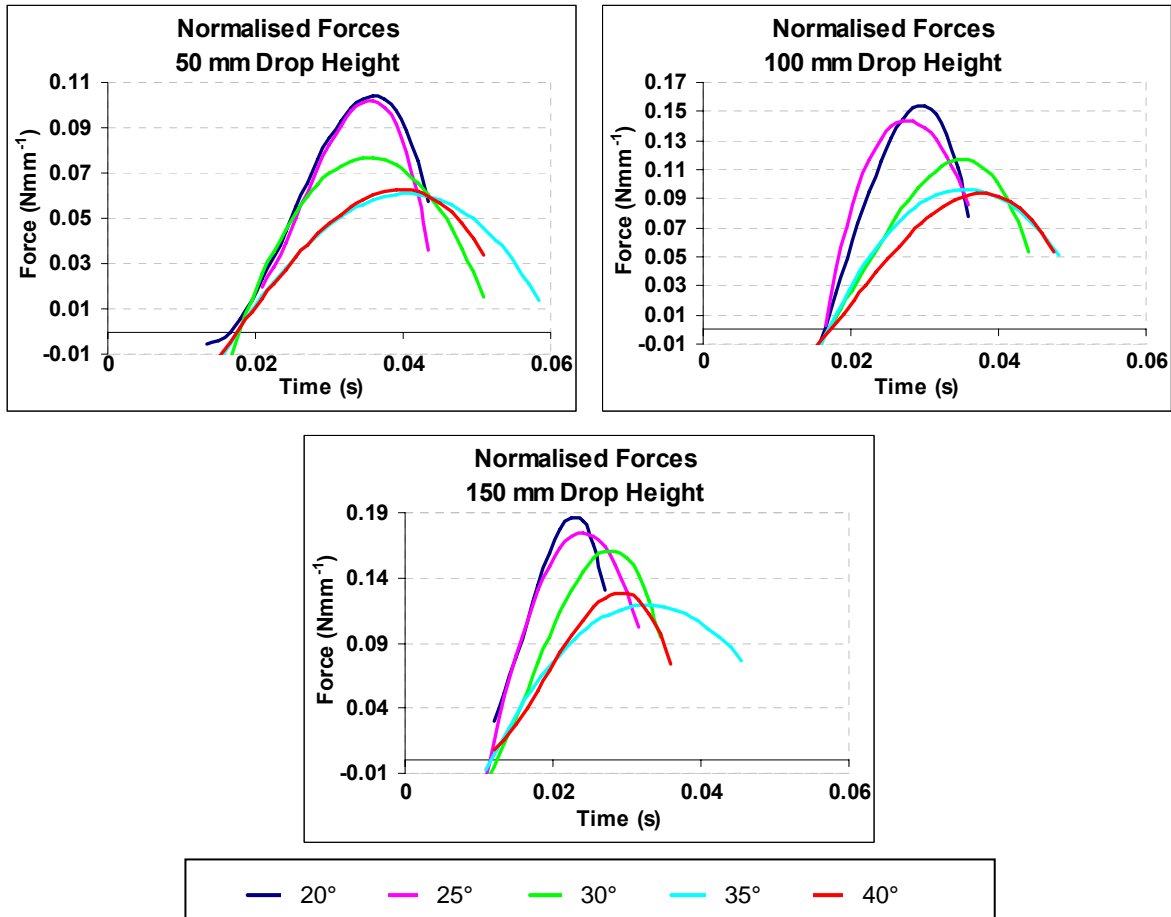 Normalised Forces
50 mm Drop Height
0.11
0.09
0.07
0.05
0.03
0.01
-0.01
0
0.02
0.04
0.06
Force (Nmm⁻¹)
Time (s)
Normalised Forces
100 mm Drop Height
0.17
0.15
0.13
0.11
0.09
0.07
0.05
0.03
0.01
-0.01
0
0.02
0.04
0.06
Force (Nmm⁻¹)
Time (s)
Normalised Forces
150 mm Drop Height
0.19
0.14
0.09
0.04
-0.01
0
0.02
0.04
0.06
Force (Nmm⁻¹)
Time (s)
20° 25° 30° 35° 40°